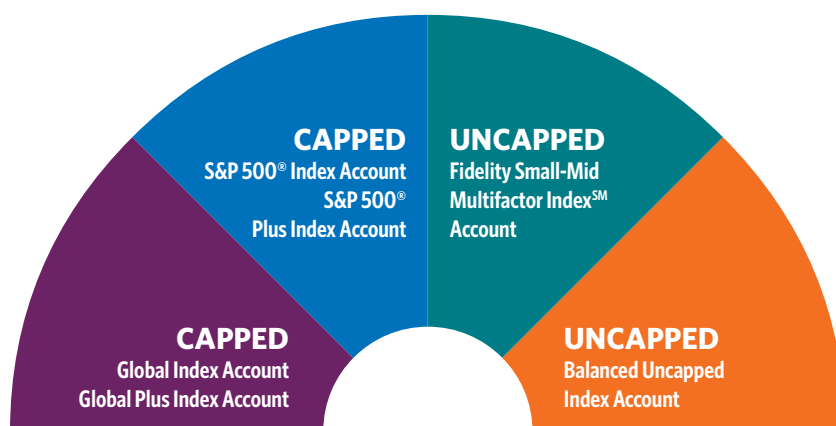 CAPPED
S&P 500® Index Account
S&P 500®
Plus Index Account
UNCAPPED
Fidelity Small-Mid
Multifactor Index℠
Account
CAPPED
Global Index Account
Global Plus Index Account
UNCAPPED
Balanced Uncapped
Index Account